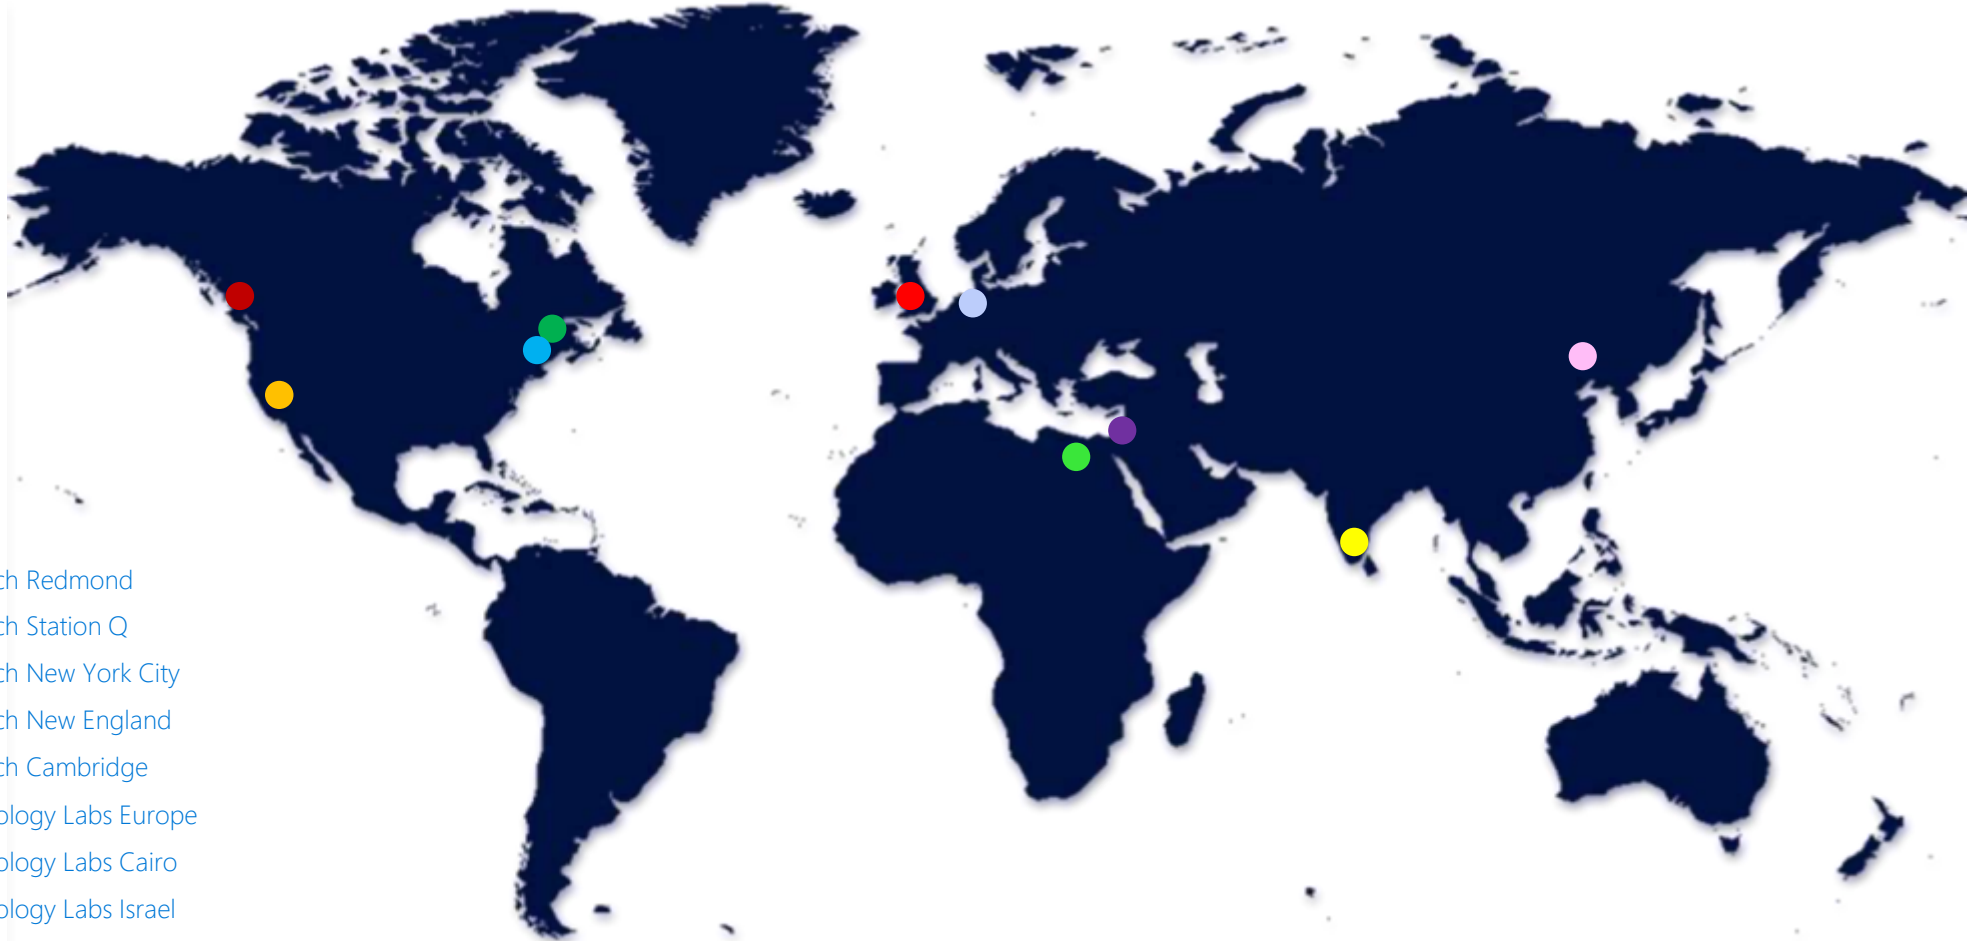 ch Redmond
ch Station Q
ch New York City
ch New England
ch Cambridge
ology Labs Europe
ology Labs Cairo
ology Labs Israel